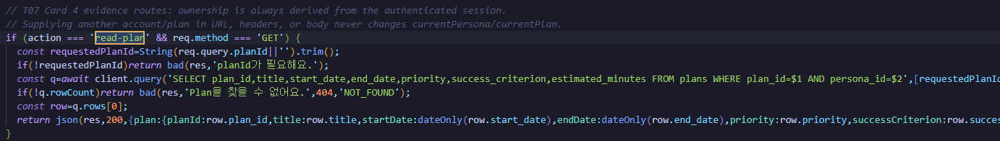 // T07 Card 4 evidence routes: ownership is always derived from the authenticated session.
// Supplying another account/plan in URL, headers, or body never changes currentPersona/currentPlan.
if (action === 'read-plan' && req.method === 'GET') {
const requestedPlanId=String(req.query.planId||'').trim();
if(!requestedPlanId)return bad(res,'planId가 필요해요.');
const q=await client.query('SELECT plan_id,title,start_date,end_date,priority,success_criterion,estimated_minutes FROM plans WHERE plan_id=$1 AND persona_id=$2',[requestedPlanId
if(!q.rowCount)return bad(res,'Plan을 찾을 수 없어요.',404,'NOT_FOUND');
const row=q.rows[0];
return json(res,200,{plan:{planId:row.plan_id,title:row.title,startDate:dateOnly(row.start_date),endDate:dateOnly(row.end_date),priority:row.priority,successCriterion:row.succes
}